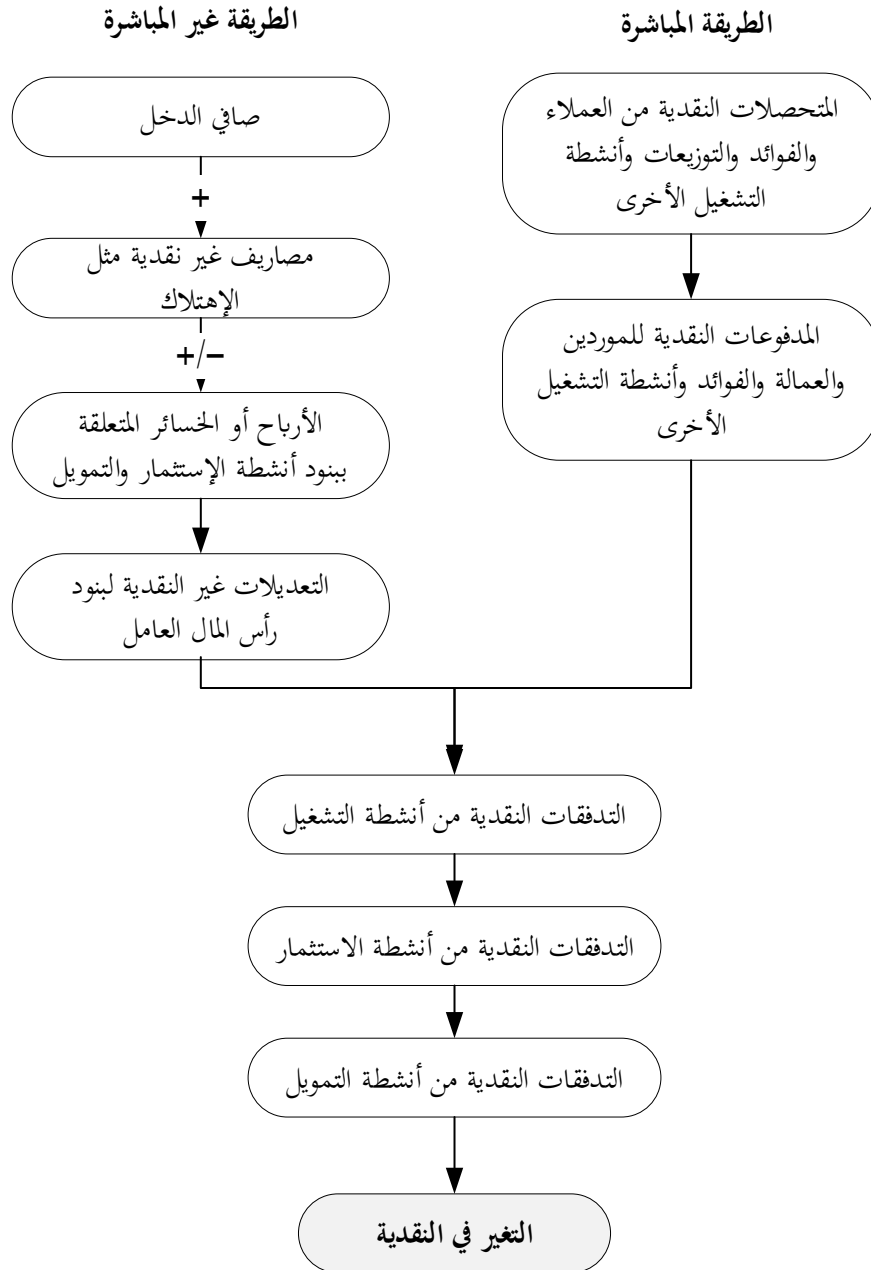 الطريقة المباشرة
المتحصلات النقدية من العملاء
والفوائد والتوزيعات وأنشطة
التشغيل الأخرى
المدفوعات النقدية للموردين
والعمالة والفوائد وأنشطة التشغيل
الأخرى
الطريقة غير المباشرة
صافي الدخل
+
مصاريف غير نقدية مثل
الإهتلاك
+/−
الأرباح أو الخسائر المتعلقة
ببنود أنشطة الإستثمار والتمويل
التعديلات غير النقدية لبنود
رأس المال العامل
التدفقات النقدية من أنشطة التشغيل
التدفقات النقدية من أنشطة الاستثمار
التدفقات النقدية من أنشطة التمويل
التغير في النقدية